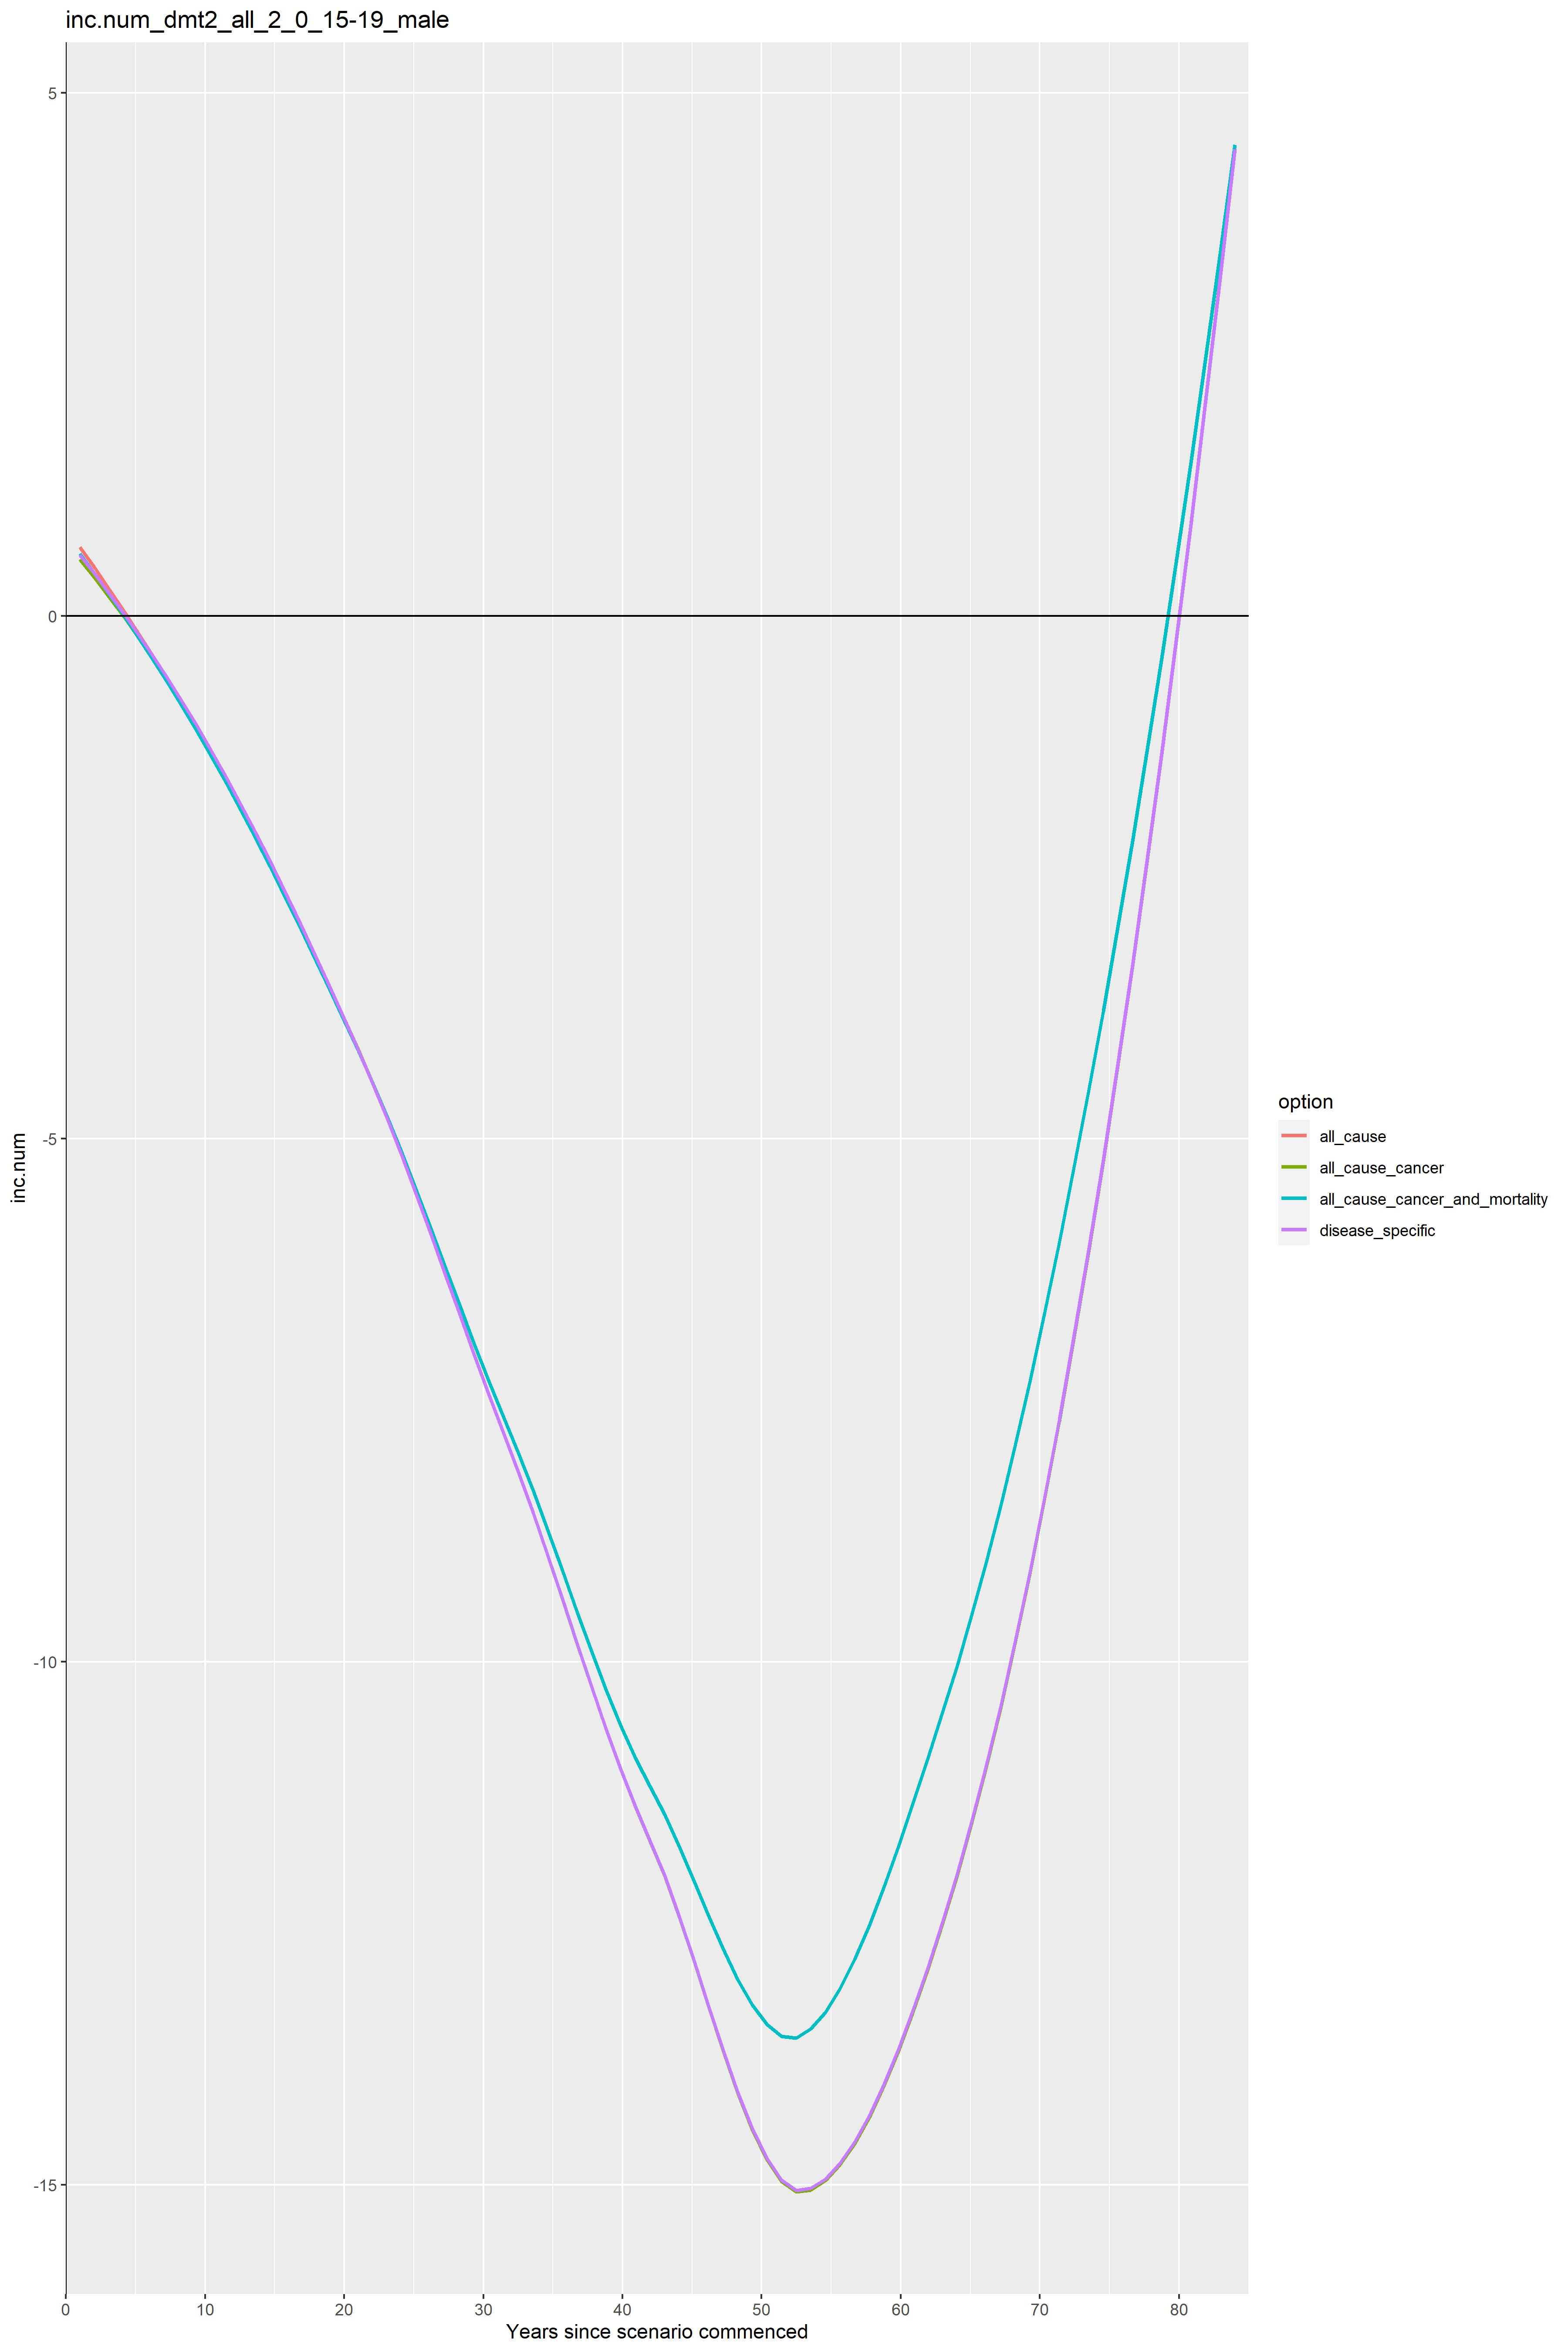 inc.num_dmt2_all_2_0_15-19_male
5
0
-5
-10
-15
inc.num
0 10 20 30 40 50 60 70 80
Years since scenario commenced
option
all_cause
all_cause_cancer
all_cause_cancer_and_mortality
disease_specific